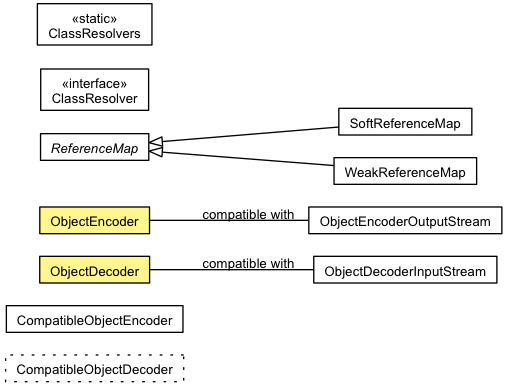 «static»
ClassResolvers
«interface»
ClassResolver
ReferenceMap
SoftReferenceMap
WeakReferenceMap
ObjectEncoder
compatible with
ObjectEncoderOutputStream
ObjectDecoder
compatible with
ObjectDecoderInputStream
CompatibleObjectEncoder
CompatibleObjectDecoder